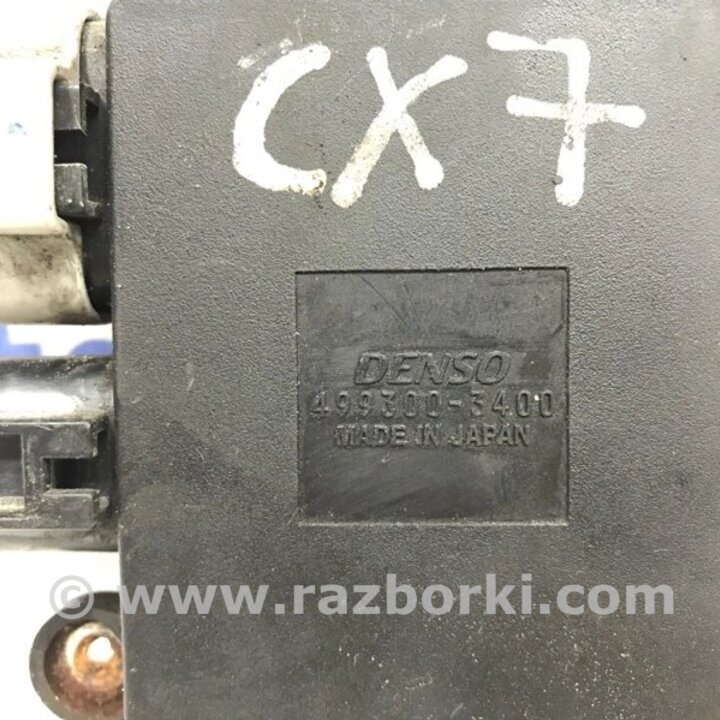 CX7
DENSO
499300-3400
MADE IN JAPAN
© www.razborki.com